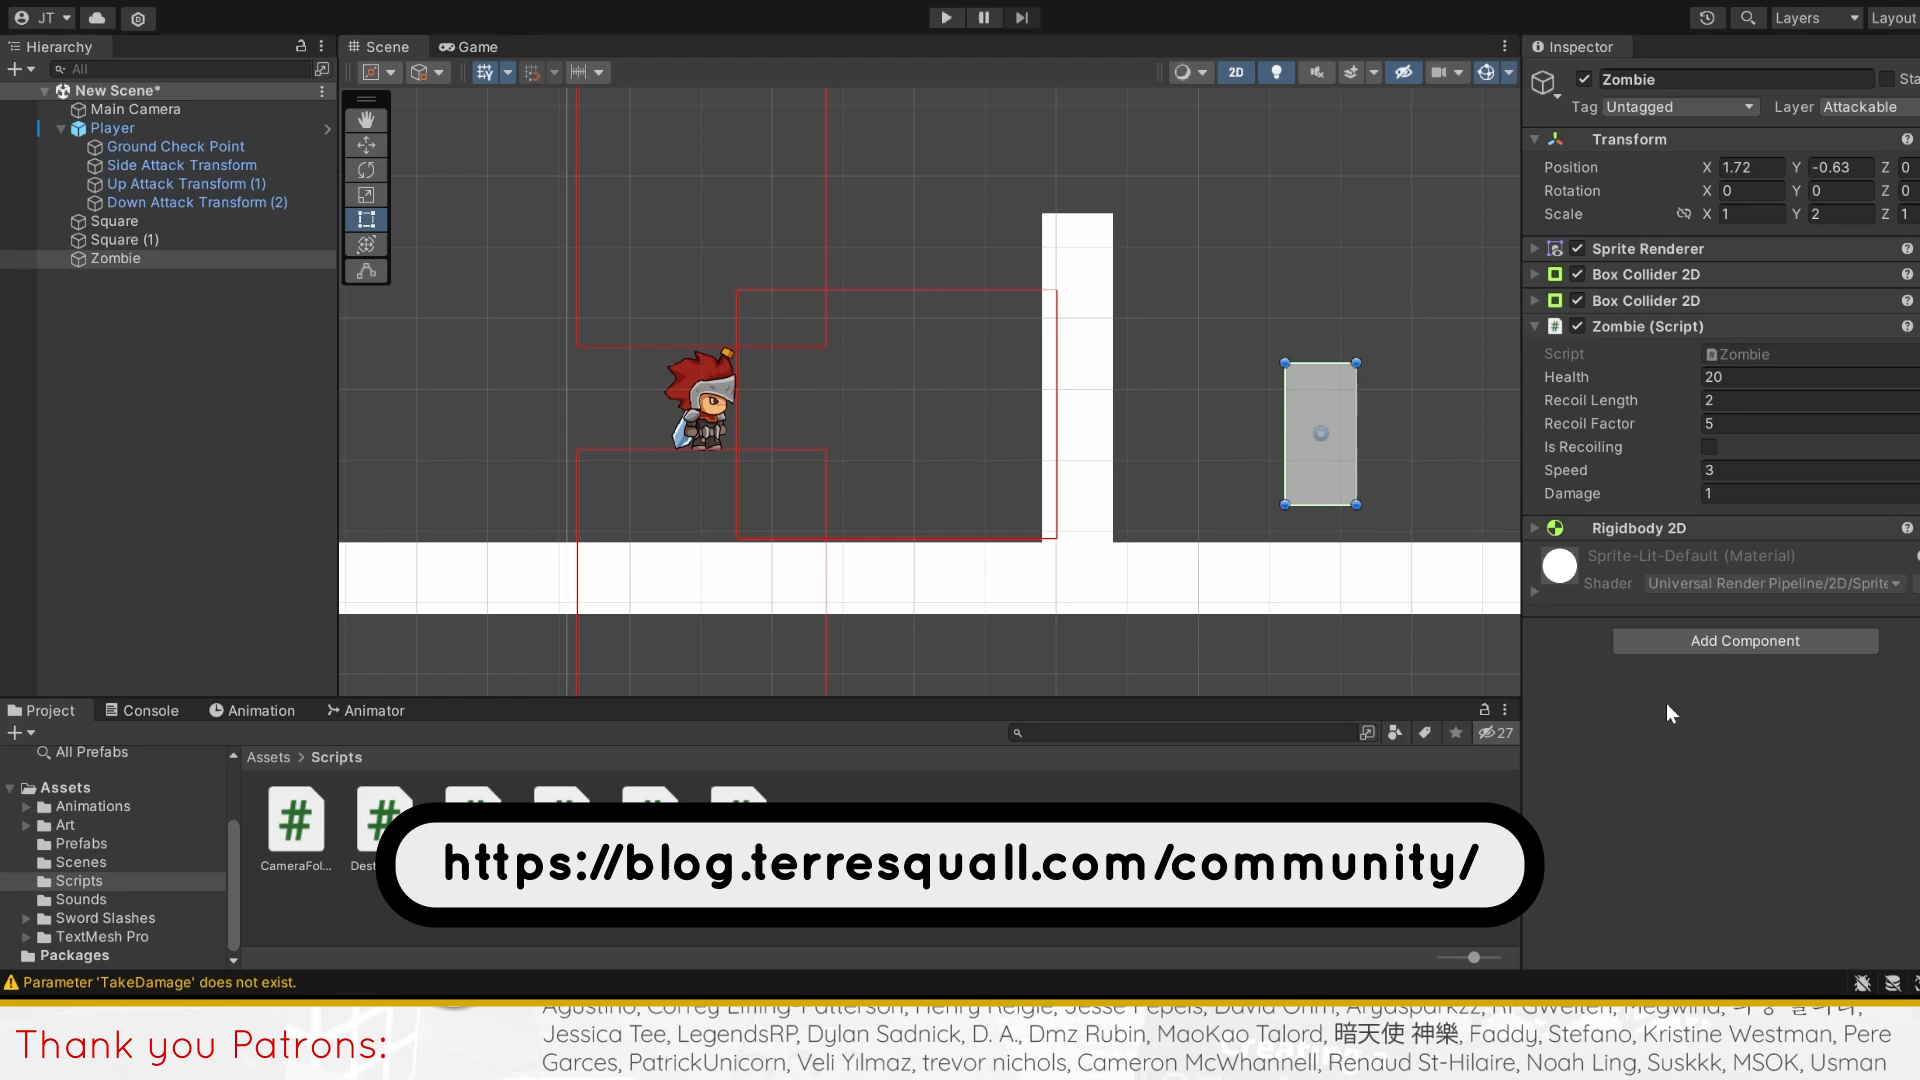 JT
Layers
Layout
Hierarchy
Scene
Game
Inspector
All
2D
Zombie
Sta
New Scene*
Tag Untagged
Layer Attackable
Main Camera
Player
Transform
Ground Check Point
Position X 1.72 Y -0.63 Z 0
Side Attack Transform
Rotation X 0 Y 0 Z 0
Up Attack Transform (1)
Scale X 1 Y 2 Z 1
Down Attack Transform (2)
Square
Square (1)
Sprite Renderer
Zombie
Box Collider 2D
Box Collider 2D
Zombie (Script)
Script Zombie
Health 20
Recoil Length 2
Recoil Factor 5
Is Recoiling
Speed 3
Damage 1
Rigidbody 2D
Sprite-Lit-Default (Material)
Shader Universal Render Pipeline/2D/Sprite
Add Component
Project
Console
Animation
Animator
27
All Prefabs
Assets > Scripts
Assets
Animations
Art
Prefabs
Scenes
Scripts
Sounds
Sword Slashes
TextMesh Pro
Packages
CameraFol...
https://blog.terresquall.com/community/
Parameter 'TakeDamage' does not exist.
Thank you Patrons:
Jessica Tee, LegendsRP, Dylan Sadnick, D. A., Dmz Rubin, MaoKao Talord, 暗天使 神樂, Faddy, Stefano, Kristine Westman, Pere
Garces, PatrickUnicorn, Veli Yılmaz, trevor nichols, Cameron McWhannell, Renaud St-Hilaire, Noah Ling, Suskkk, MSOK, Usman